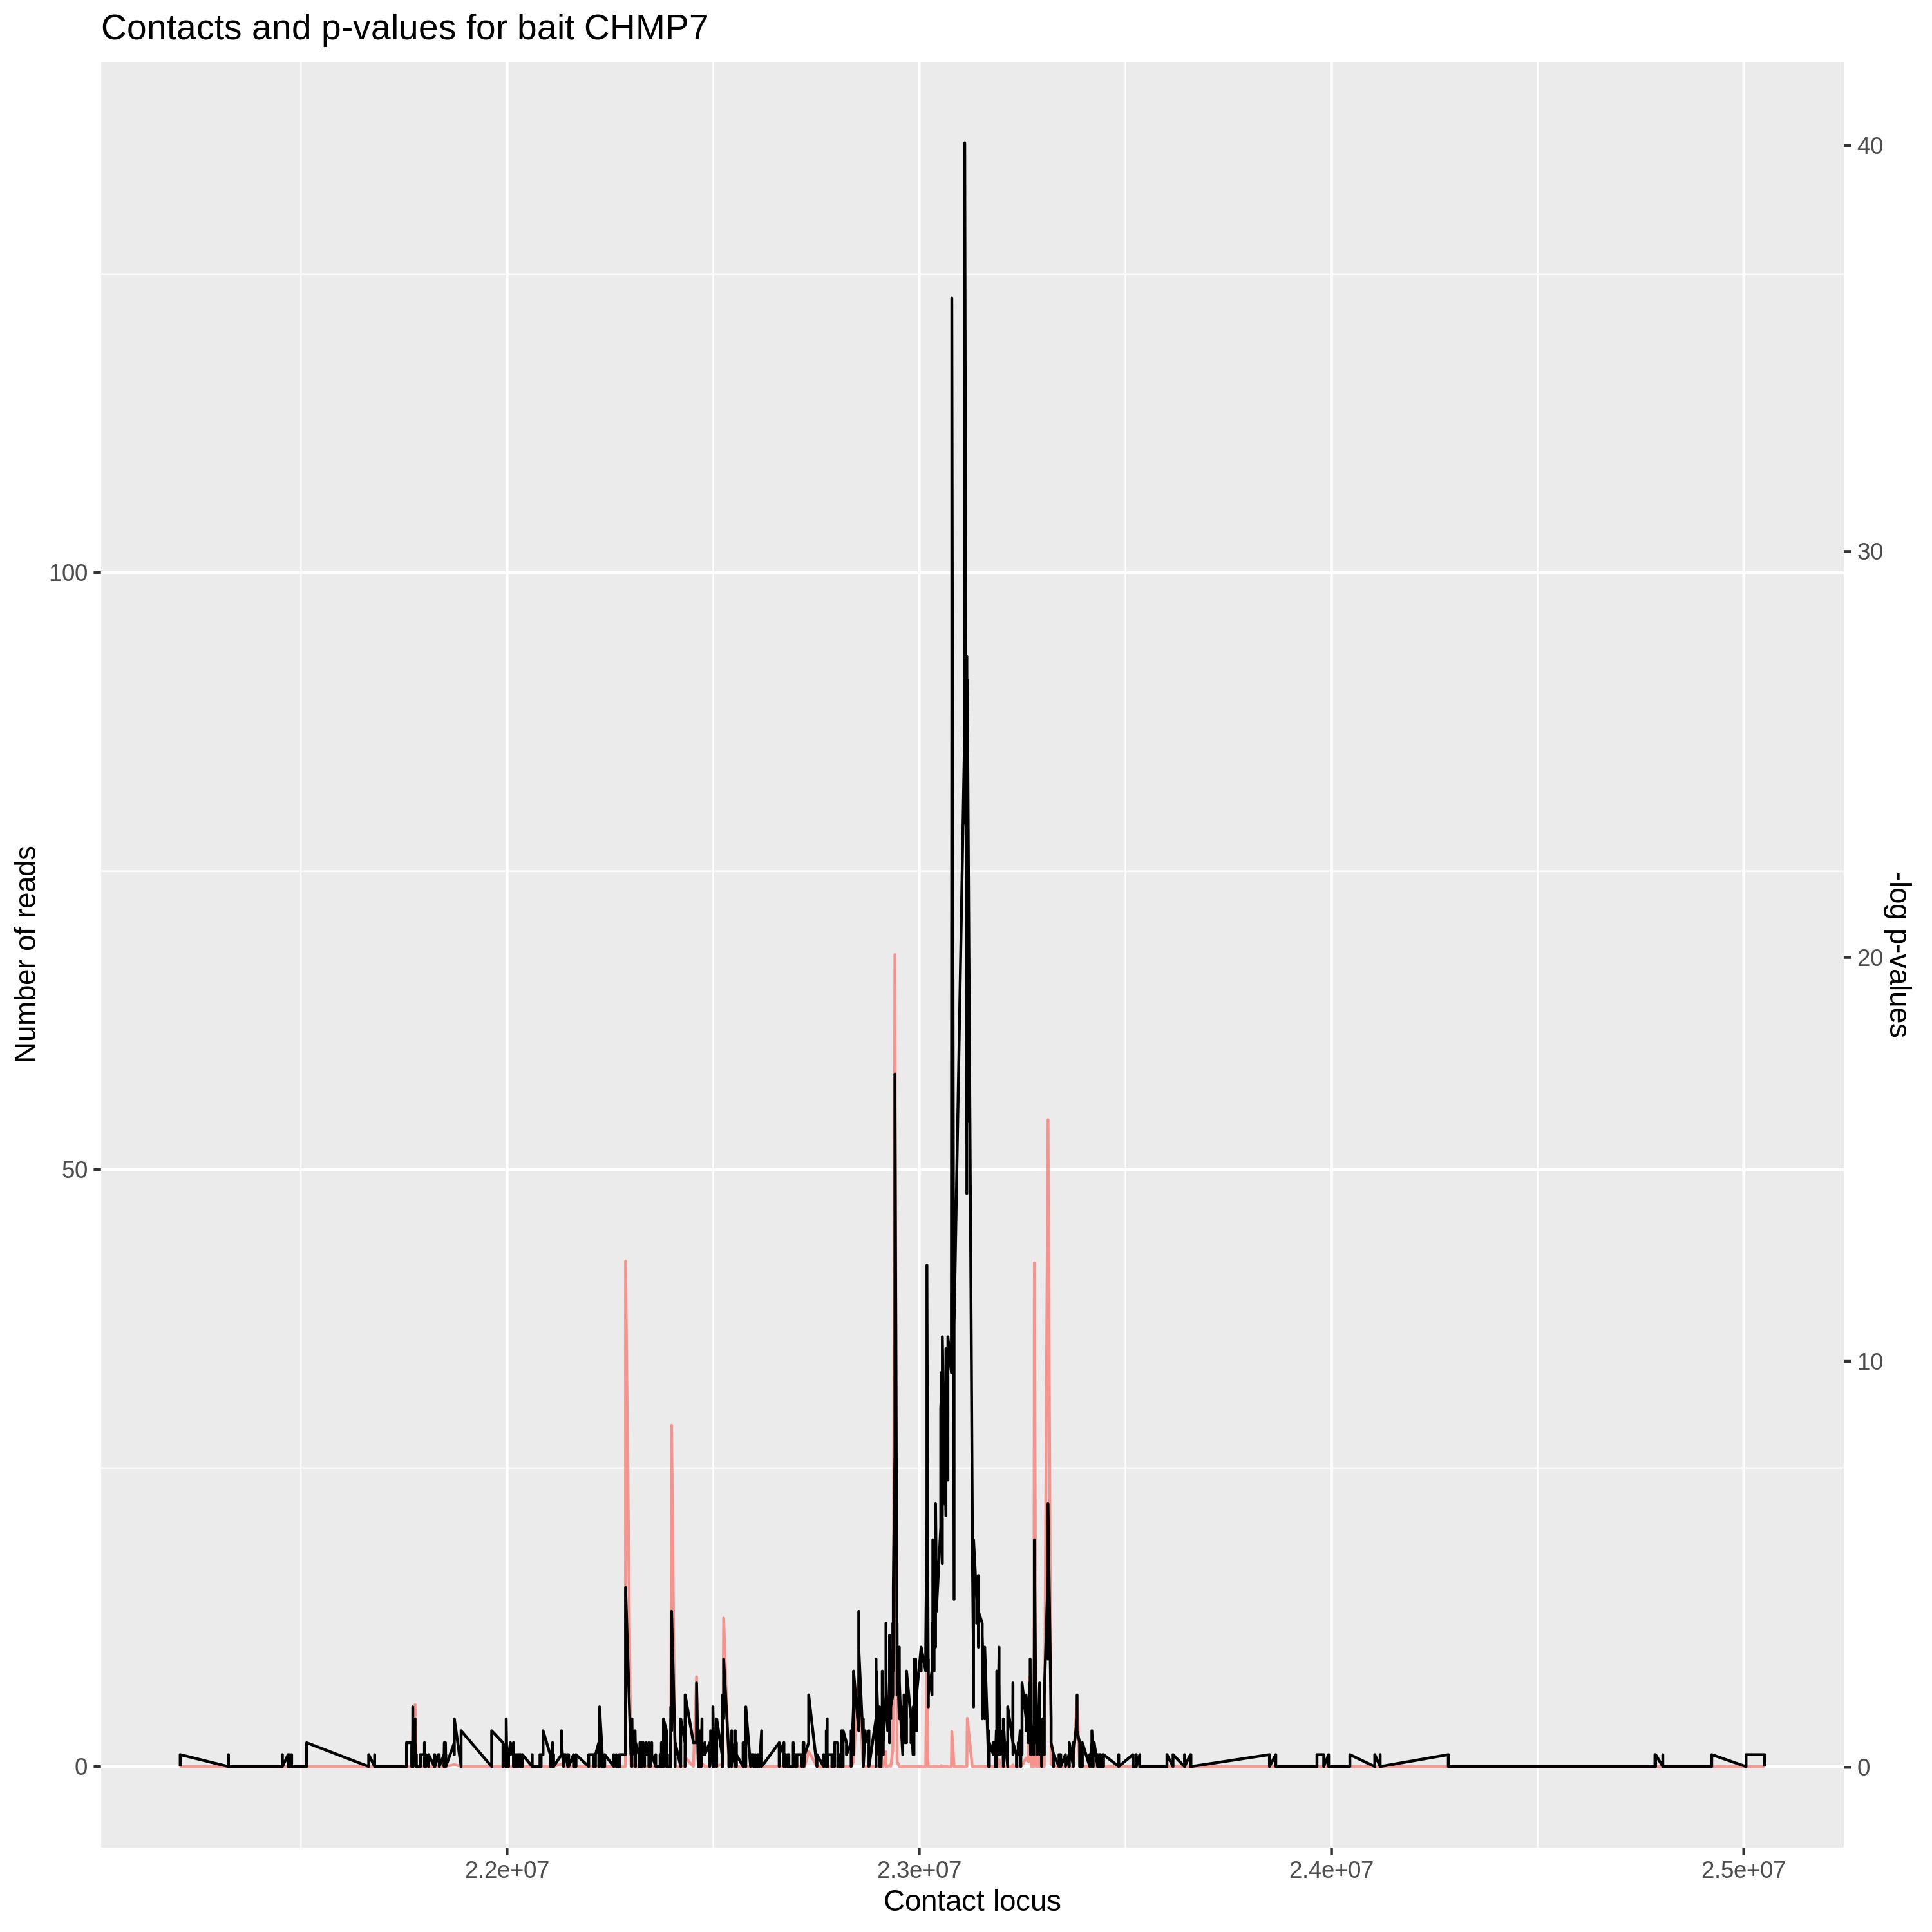 Contacts and p-values for bait CHMP7
Number of reads
100
50
0
40
30
20
10
0
-log p-values
2.2e+07 2.3e+07 2.4e+07 2.5e+07
Contact locus